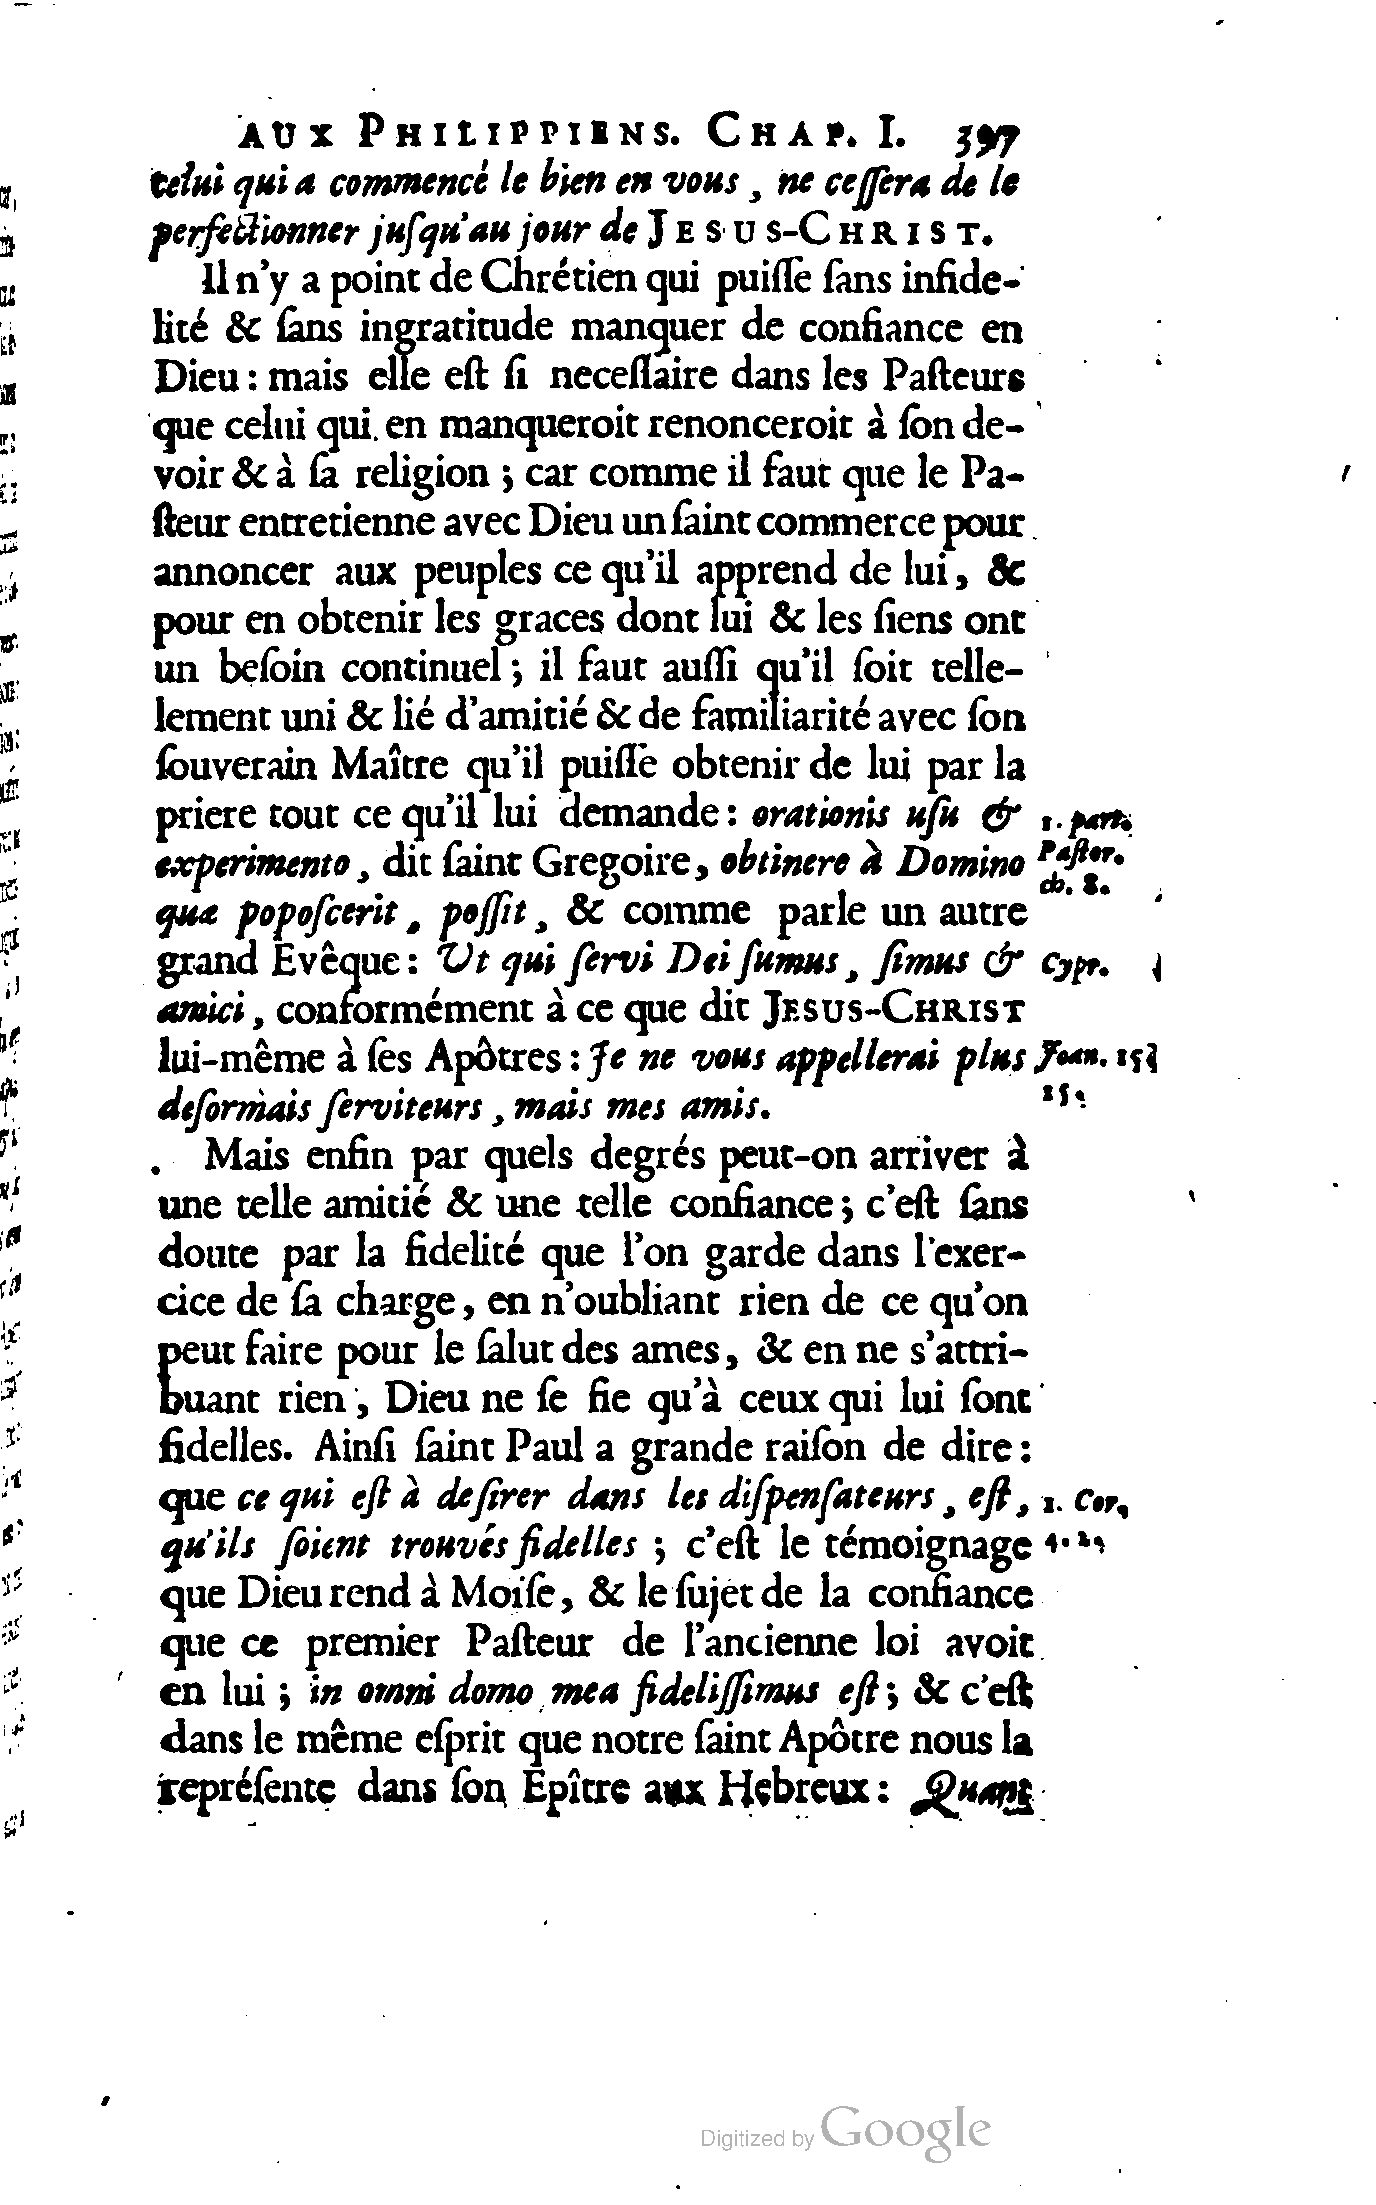 AUX PHILIPPIENS. CHAP. I. 397
celui qui a commencé le bien en vous, ne ceſſera de le
perfectionner juſqu'au jour de JESUS-CHRIST.
Il n'y a point de Chrétien qui puiſſe ſans infide-
lité & ſans ingratitude manquer de confiance en
Dieu : mais elle eſt ſi neceſſaire dans les Paſteurs
que celui qui en manqueroit renonceroit à ſon de-
voir & à ſa religion ; car comme il faut que le Pa-
ſteur entretienne avec Dieu un ſaint commerce pour
annoncer aux peuples ce qu'il apprend de lui, &
pour en obtenir les graces dont lui & les ſiens ont
un beſoin continuel ; il faut auſſi qu'il ſoit telle-
lement uni & lié d'amitié & de familiarité avec ſon
ſouverain Maître qu'il puiſſe obtenir de lui par la
priere tout ce qu'il lui demande : orationis uſu & 1. part.
experimento, dit ſaint Gregoire, obtinere à Domino Paſtor.
ch. 8.
quæ popoſcerit, poſſit, & comme parle un autre
grand Evêque : Ut qui ſervi Dei ſumus, ſimus & Cypr.
amici, conformément à ce que dit JESUS-CHRIST
lui-même à ſes Apôtres : Je ne vous appellerai plus Joan. 15.
deſormais ſerviteurs, mais mes amis. 15.
Mais enfin par quels degrés peut-on arriver à
une telle amitié & une telle confiance ; c'eſt ſans
doute par la fidelité que l'on garde dans l'exer-
cice de ſa charge, en n'oubliant rien de ce qu'on
peut faire pour le ſalut des ames, & en ne s'attri-
buant rien, Dieu ne ſe fie qu'à ceux qui lui ſont
fidelles. Ainſi ſaint Paul a grande raiſon de dire :
que ce qui eſt à deſirer dans les diſpenſateurs, eſt, 1. Cor.
qu'ils ſoient trouvés fidelles ; c'eſt le témoignage 4. 2.
que Dieu rend à Moïſe, & le ſujet de la confiance
que ce premier Paſteur de l'ancienne loi avoit
en lui ; in omni domo mea fideliſſimus eſt ; & c'eſt
dans le même eſprit que notre ſaint Apôtre nous la
repréſente dans ſon Epître aux Hebreux : Quant
Digitized by Google